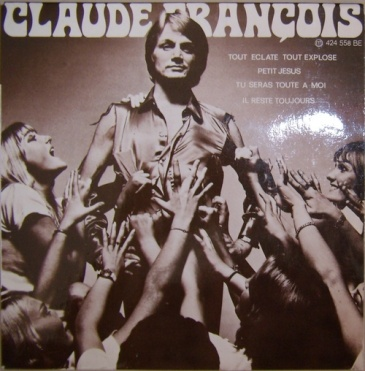 CLAUDE FRANÇOIS
424 558 BE
TOUT ECLATE TOUT EXPLOSE
PETIT JESUS
TU SERAS TOUTE A MOI
IL RESTE TOUJOURS...